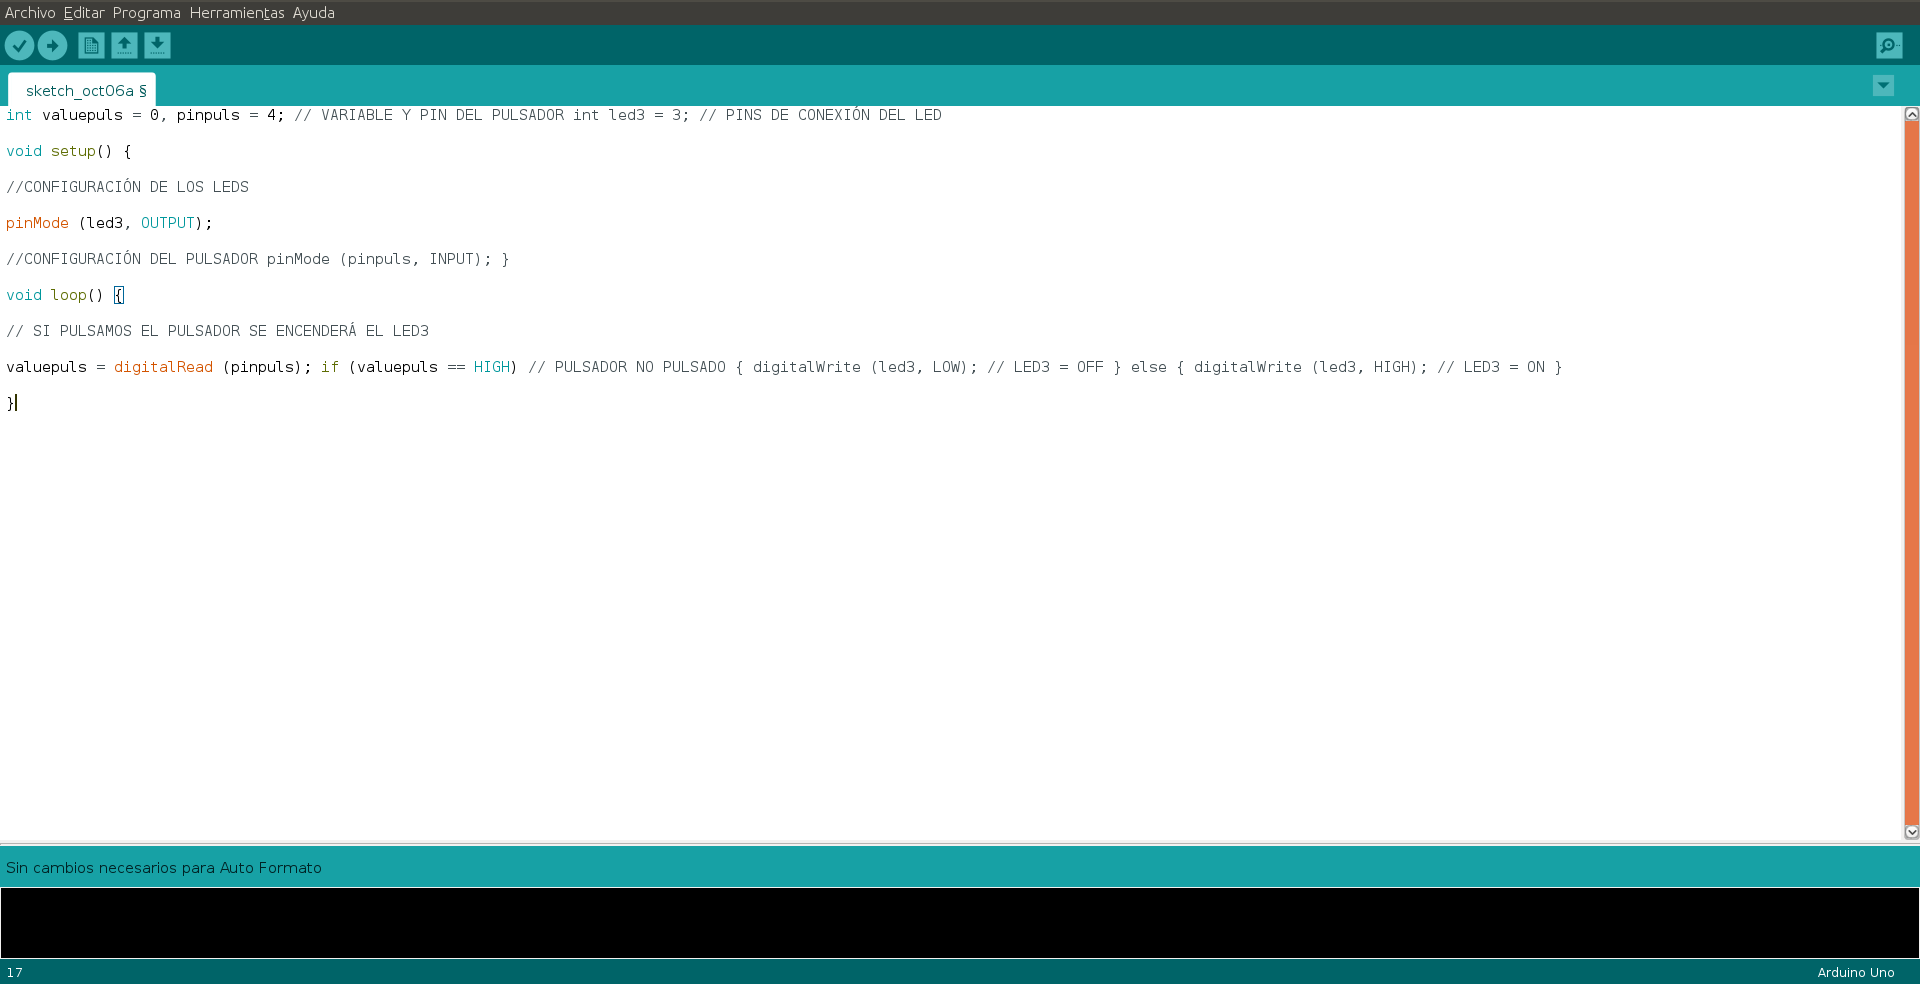 Archivo Editar Programa Herramientas Ayuda
sketch_oct06a §
int valuepuls = 0, pinpuls = 4; // VARIABLE Y PIN DEL PULSADOR int led3 = 3; // PINS DE CONEXIÓN DEL LED
void setup() {
//CONFIGURACIÓN DE LOS LEDS
pinMode (led3, OUTPUT);
//CONFIGURACIÓN DEL PULSADOR pinMode (pinpuls, INPUT); }
void loop() {
// SI PULSAMOS EL PULSADOR SE ENCENDERÁ EL LED3
valuepuls = digitalRead (pinpuls); if (valuepuls == HIGH) // PULSADOR NO PULSADO { digitalWrite (led3, LOW); // LED3 = OFF } else { digitalWrite (led3, HIGH); // LED3 = ON }
}
Sin cambios necesarios para Auto Formato
17 Arduino Uno